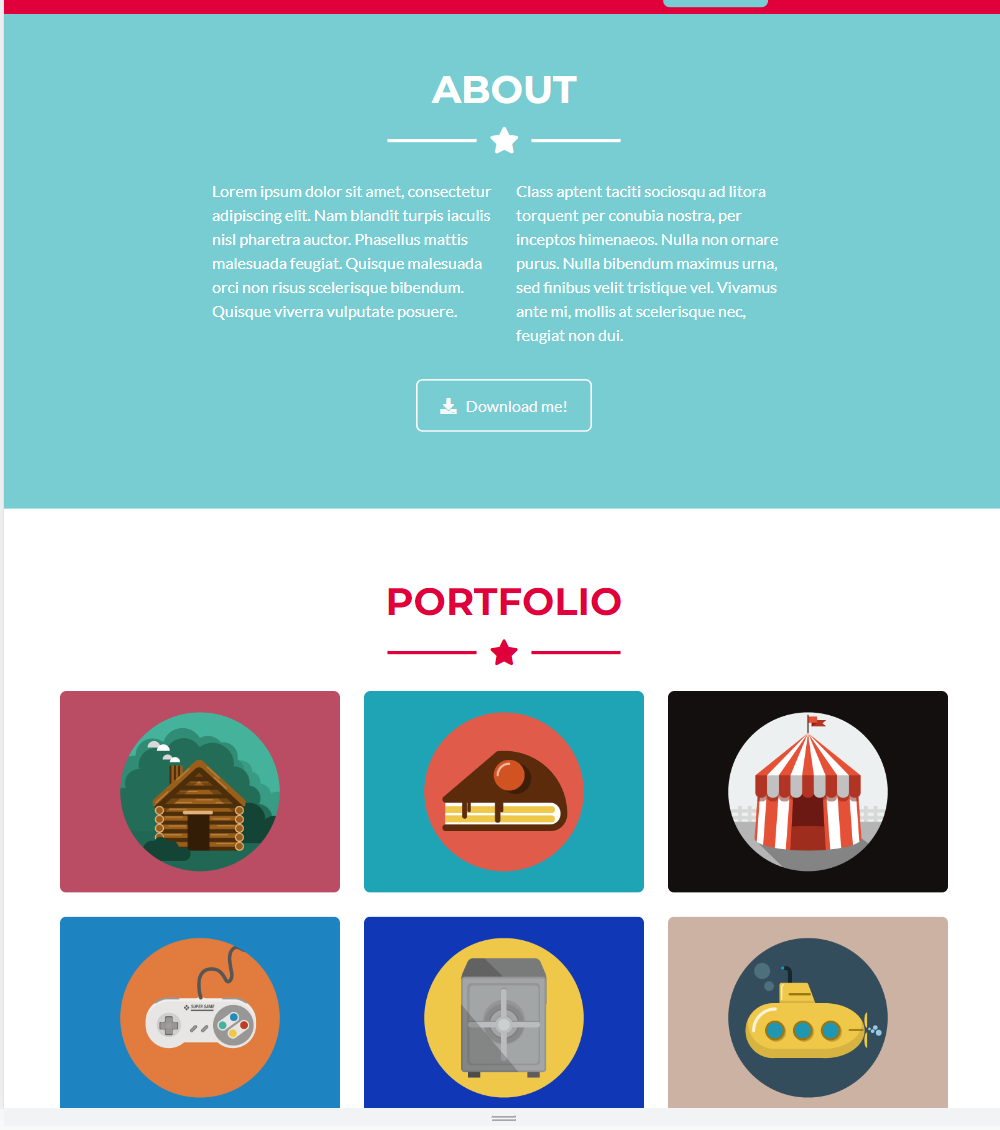 ABOUT
Lorem ipsum dolor sit amet, consectetur
adipiscing elit. Nam blandit turpis iaculis
nisl pharetra auctor. Phasellus mattis
malesuada feugiat. Quisque malesuada
orci non risus scelerisque bibendum.
Quisque viverra vulputate posuere.
Class aptent taciti sociosqu ad litora
torquent per conubia nostra, per
inceptos himenaeos. Nulla non ornare
purus. Nulla bibendum maximus urna,
sed finibus velit tristique vel. Vivamus
ante mi, mollis at scelerisque nec,
feugiat non dui.
Download me!
PORTFOLIO
SUPER GAME